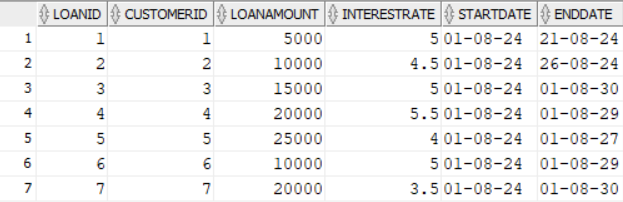 LOANID CUSTOMERID LOANAMOUNT INTERESTRATE STARTDATE ENDDATE
1 1 1 5000 5 01-08-24 21-08-24
2 2 2 10000 4.5 01-08-24 26-08-24
3 3 3 15000 5 01-08-24 01-08-30
4 4 4 20000 5.5 01-08-24 01-08-29
5 5 5 25000 4 01-08-24 01-08-27
6 6 6 10000 5 01-08-24 01-08-29
7 7 7 20000 3.5 01-08-24 01-08-30